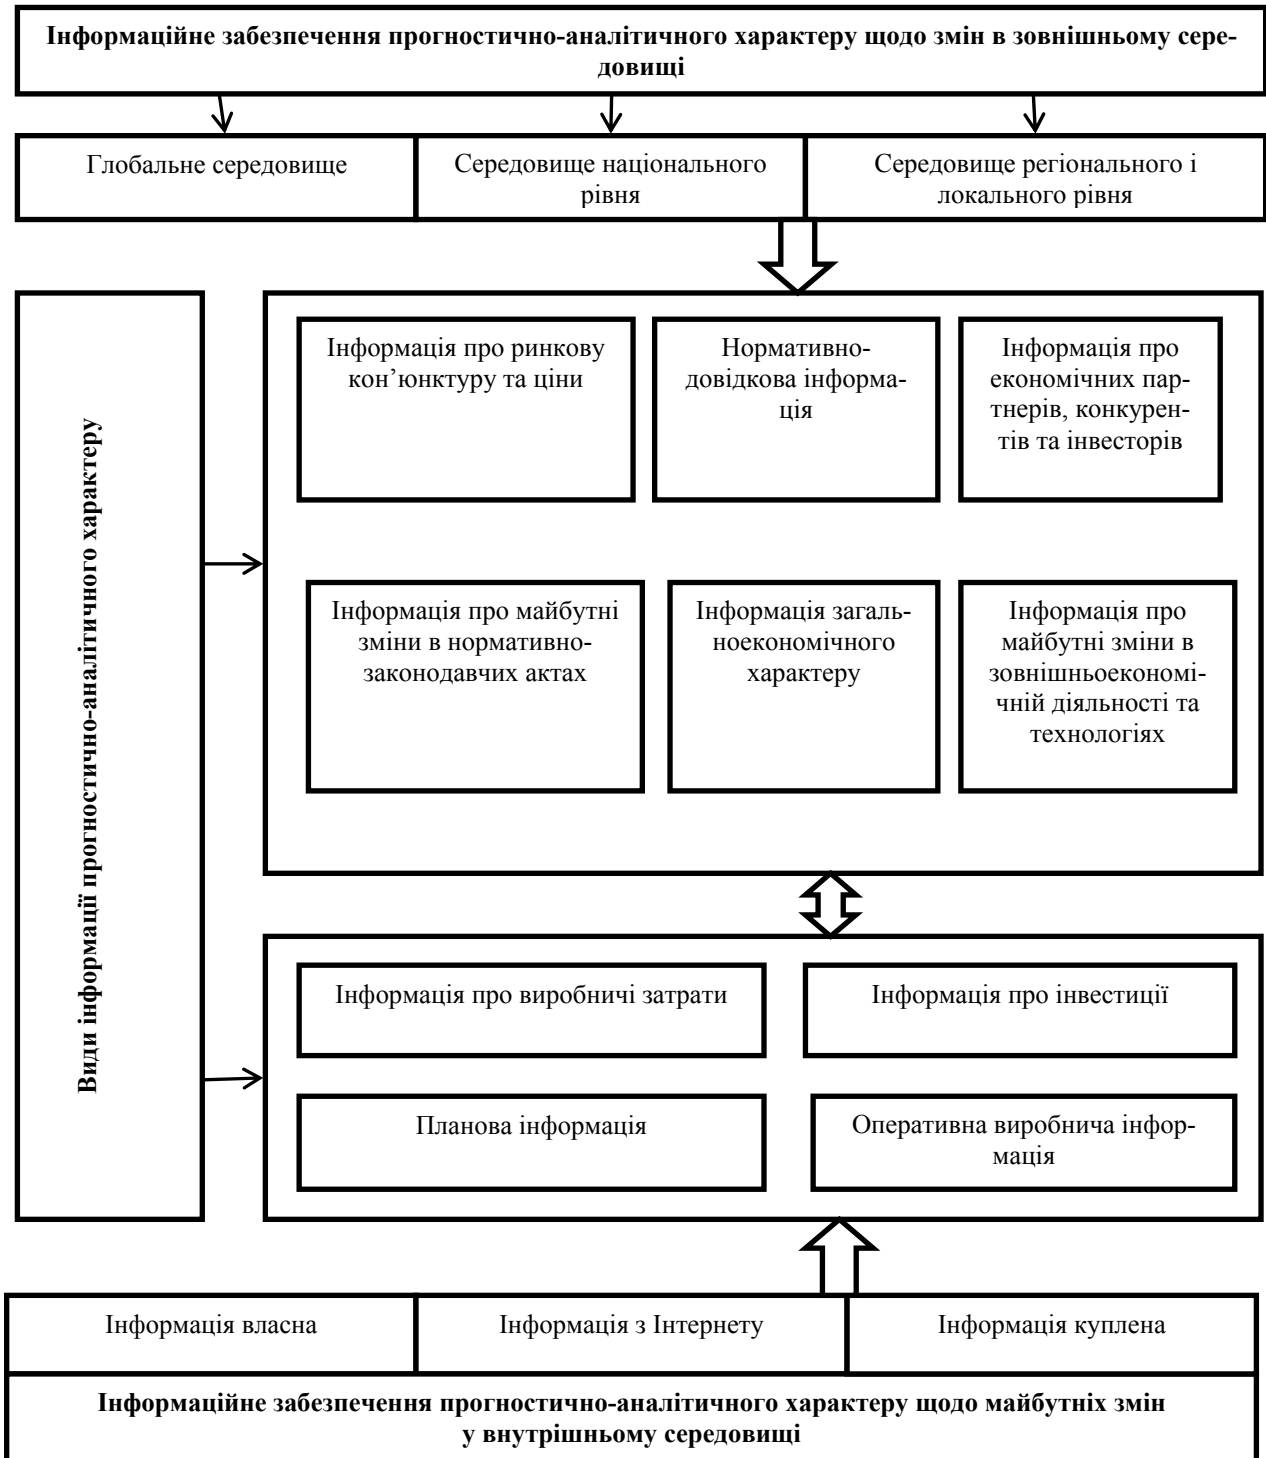 Інформаційне забезпечення прогностично-аналітичного характеру щодо змін в зовнішньому сере-
довищі
Глобальне середовище
Середовище національного
рівня
Середовище регіонального і
локального рівня
Види інформації прогностично-аналітичного характеру
Інформація про ринкову
кон’юнктуру та ціни
Нормативно-
довідкова інформа-
ція
Інформація про
економічних пар-
тнерів, конкурен-
тів та інвесторів
Інформація про майбутні
зміни в нормативно-
законодавчих актах
Інформація загаль-
ноекономічного
характеру
Інформація про
майбутні зміни в
зовнішньоекономі-
чній діяльності та
технологіях
Інформація про виробничі затрати
Інформація про інвестиції
Планова інформація
Оперативна виробнича інфор-
мація
Інформація власна
Інформація з Інтернету
Інформація куплена
Інформаційне забезпечення прогностично-аналітичного характеру щодо майбутніх змін
у внутрішньому середовищі